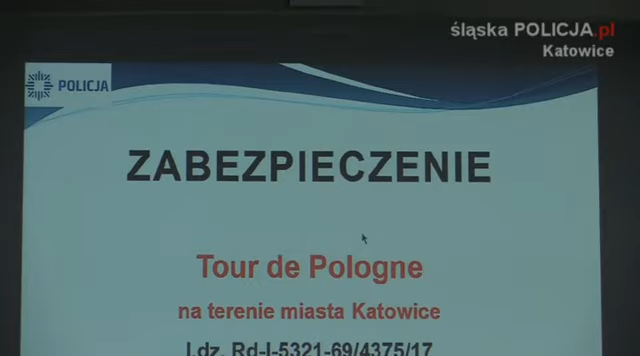 śląska POLICJA.pl
Katowice
POLICJA
ZABEZPIECZENIE
Tour de Pologne
na terenie miasta Katowice
l.dz. Rd-I-5321-69/4375/17